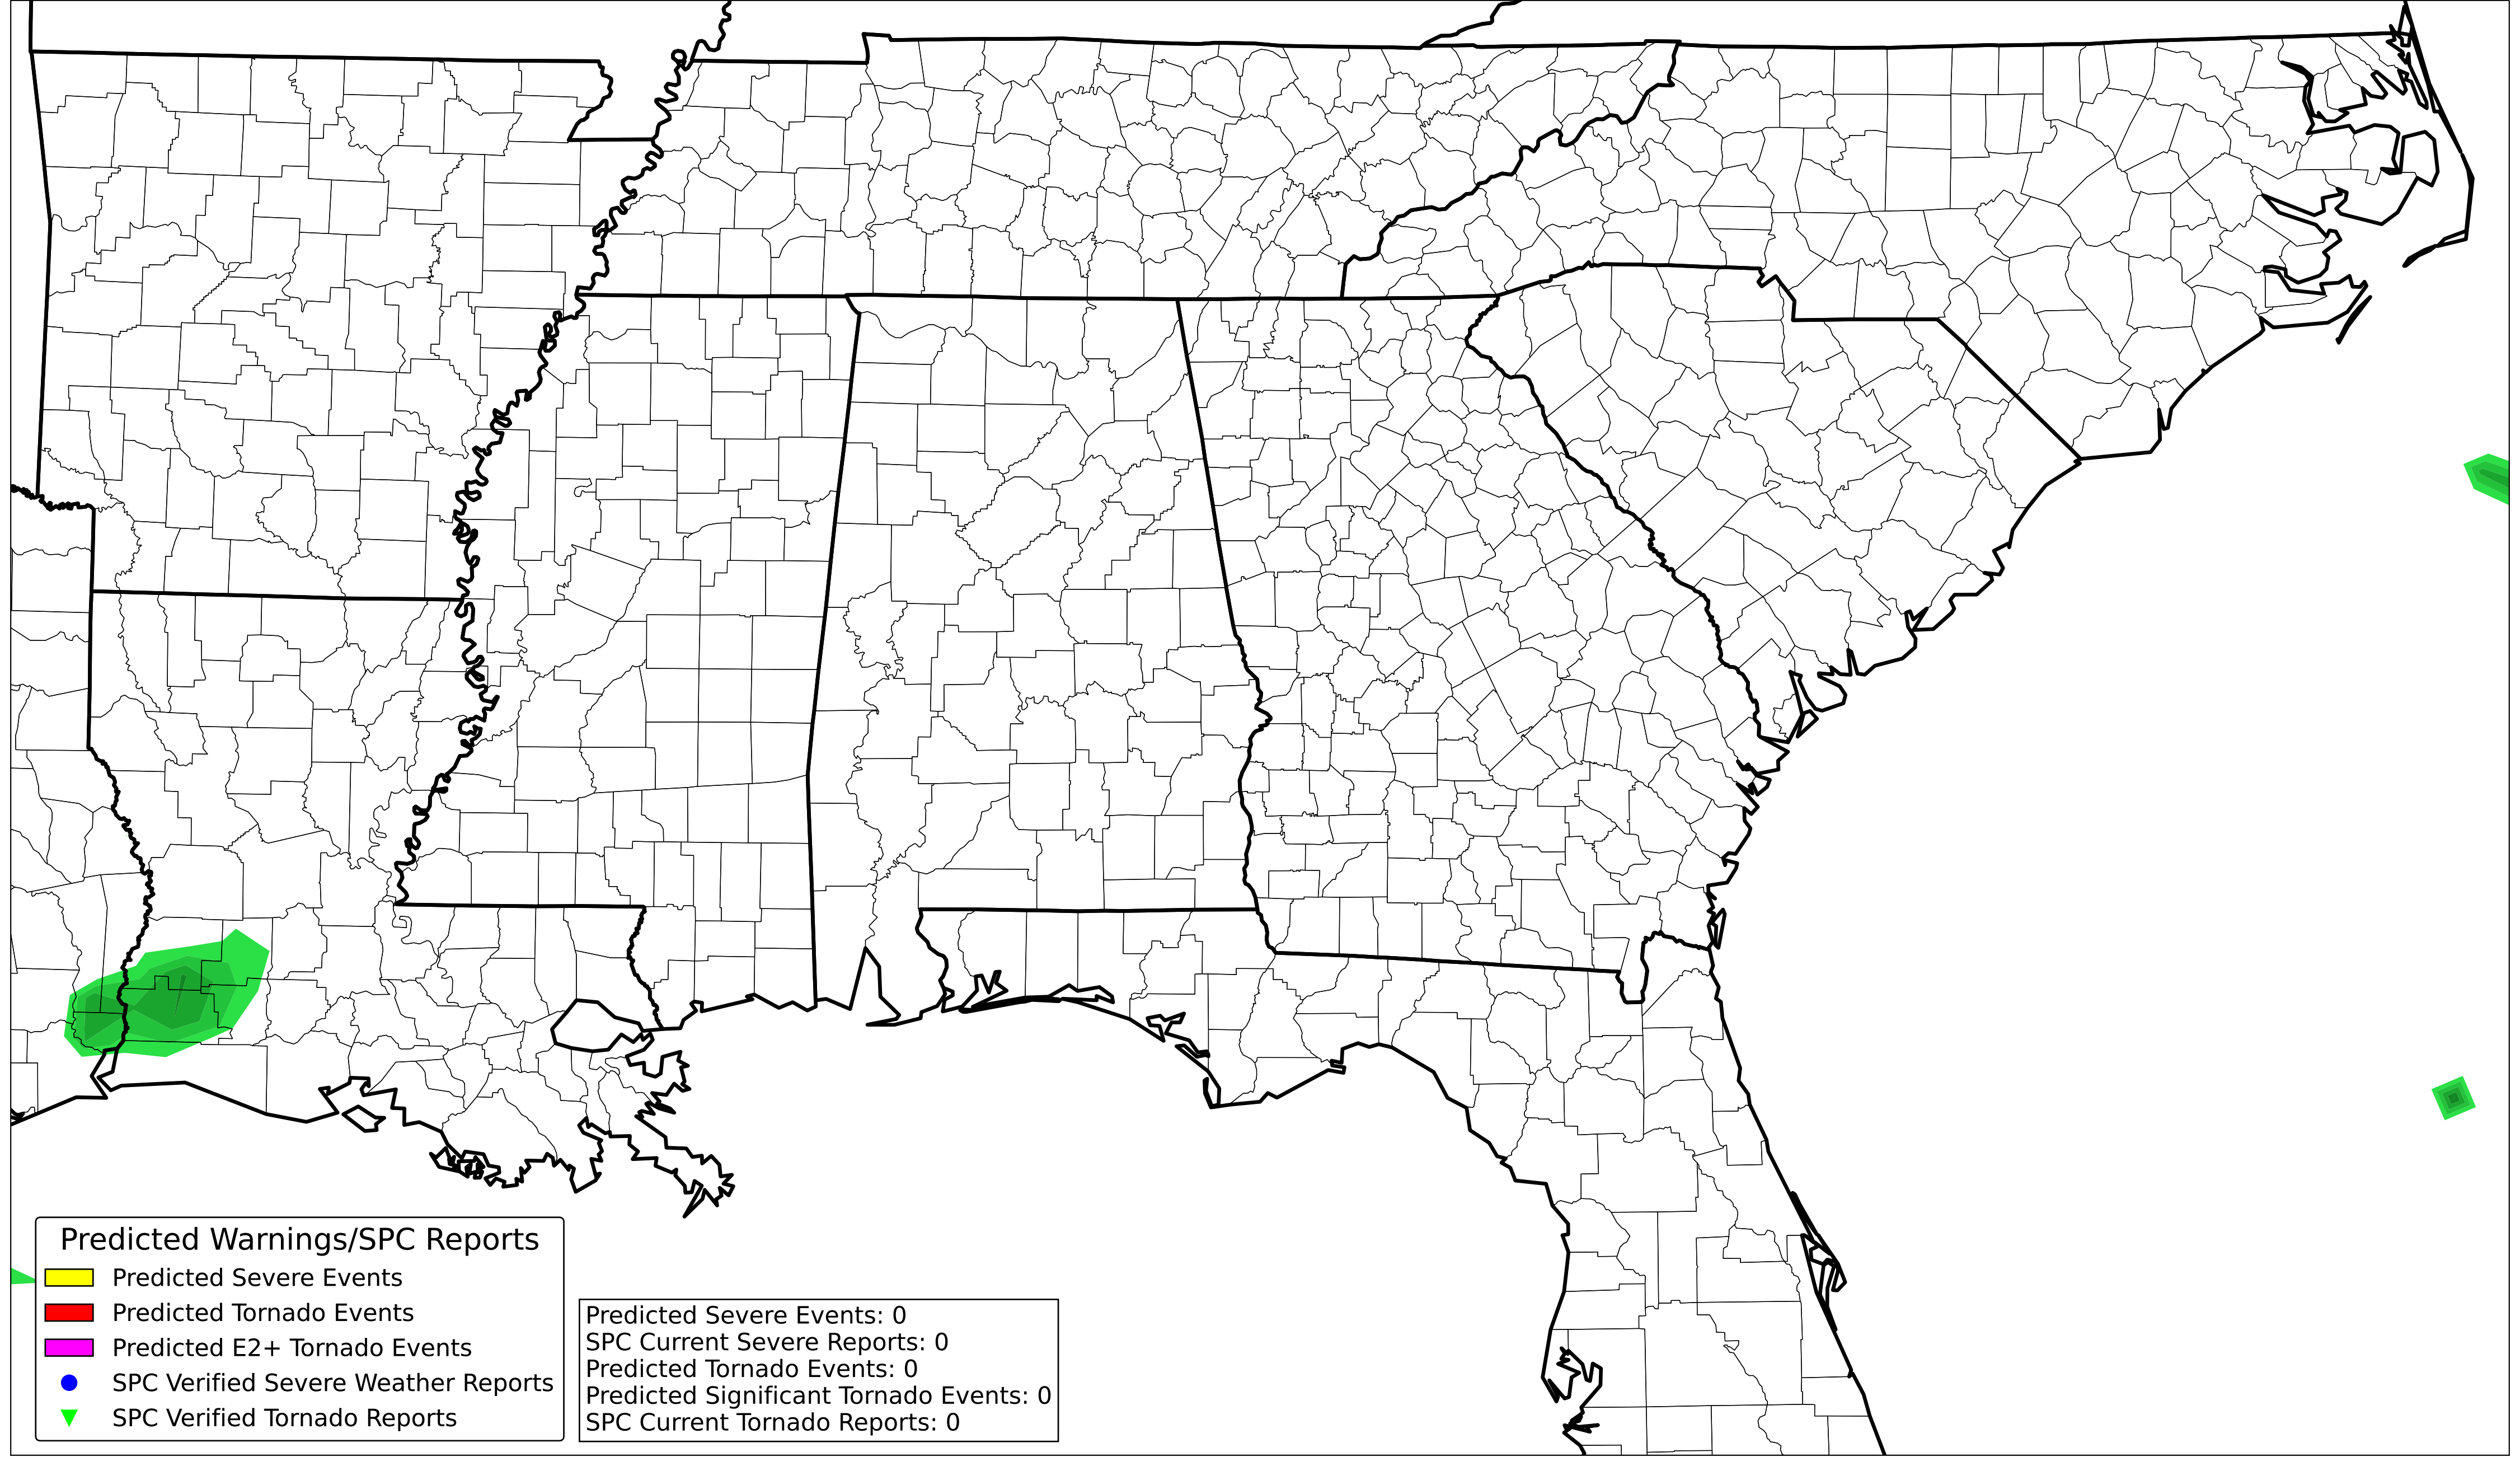 Predicted Warnings/SPC Reports
Predicted Severe Events
Predicted Tornado Events
Predicted E2+ Tornado Events
SPC Verified Severe Weather Reports
SPC Verified Tornado Reports
Predicted Severe Events: 0
SPC Current Severe Reports: 0
Predicted Tornado Events: 0
Predicted Significant Tornado Events: 0
SPC Current Tornado Reports: 0